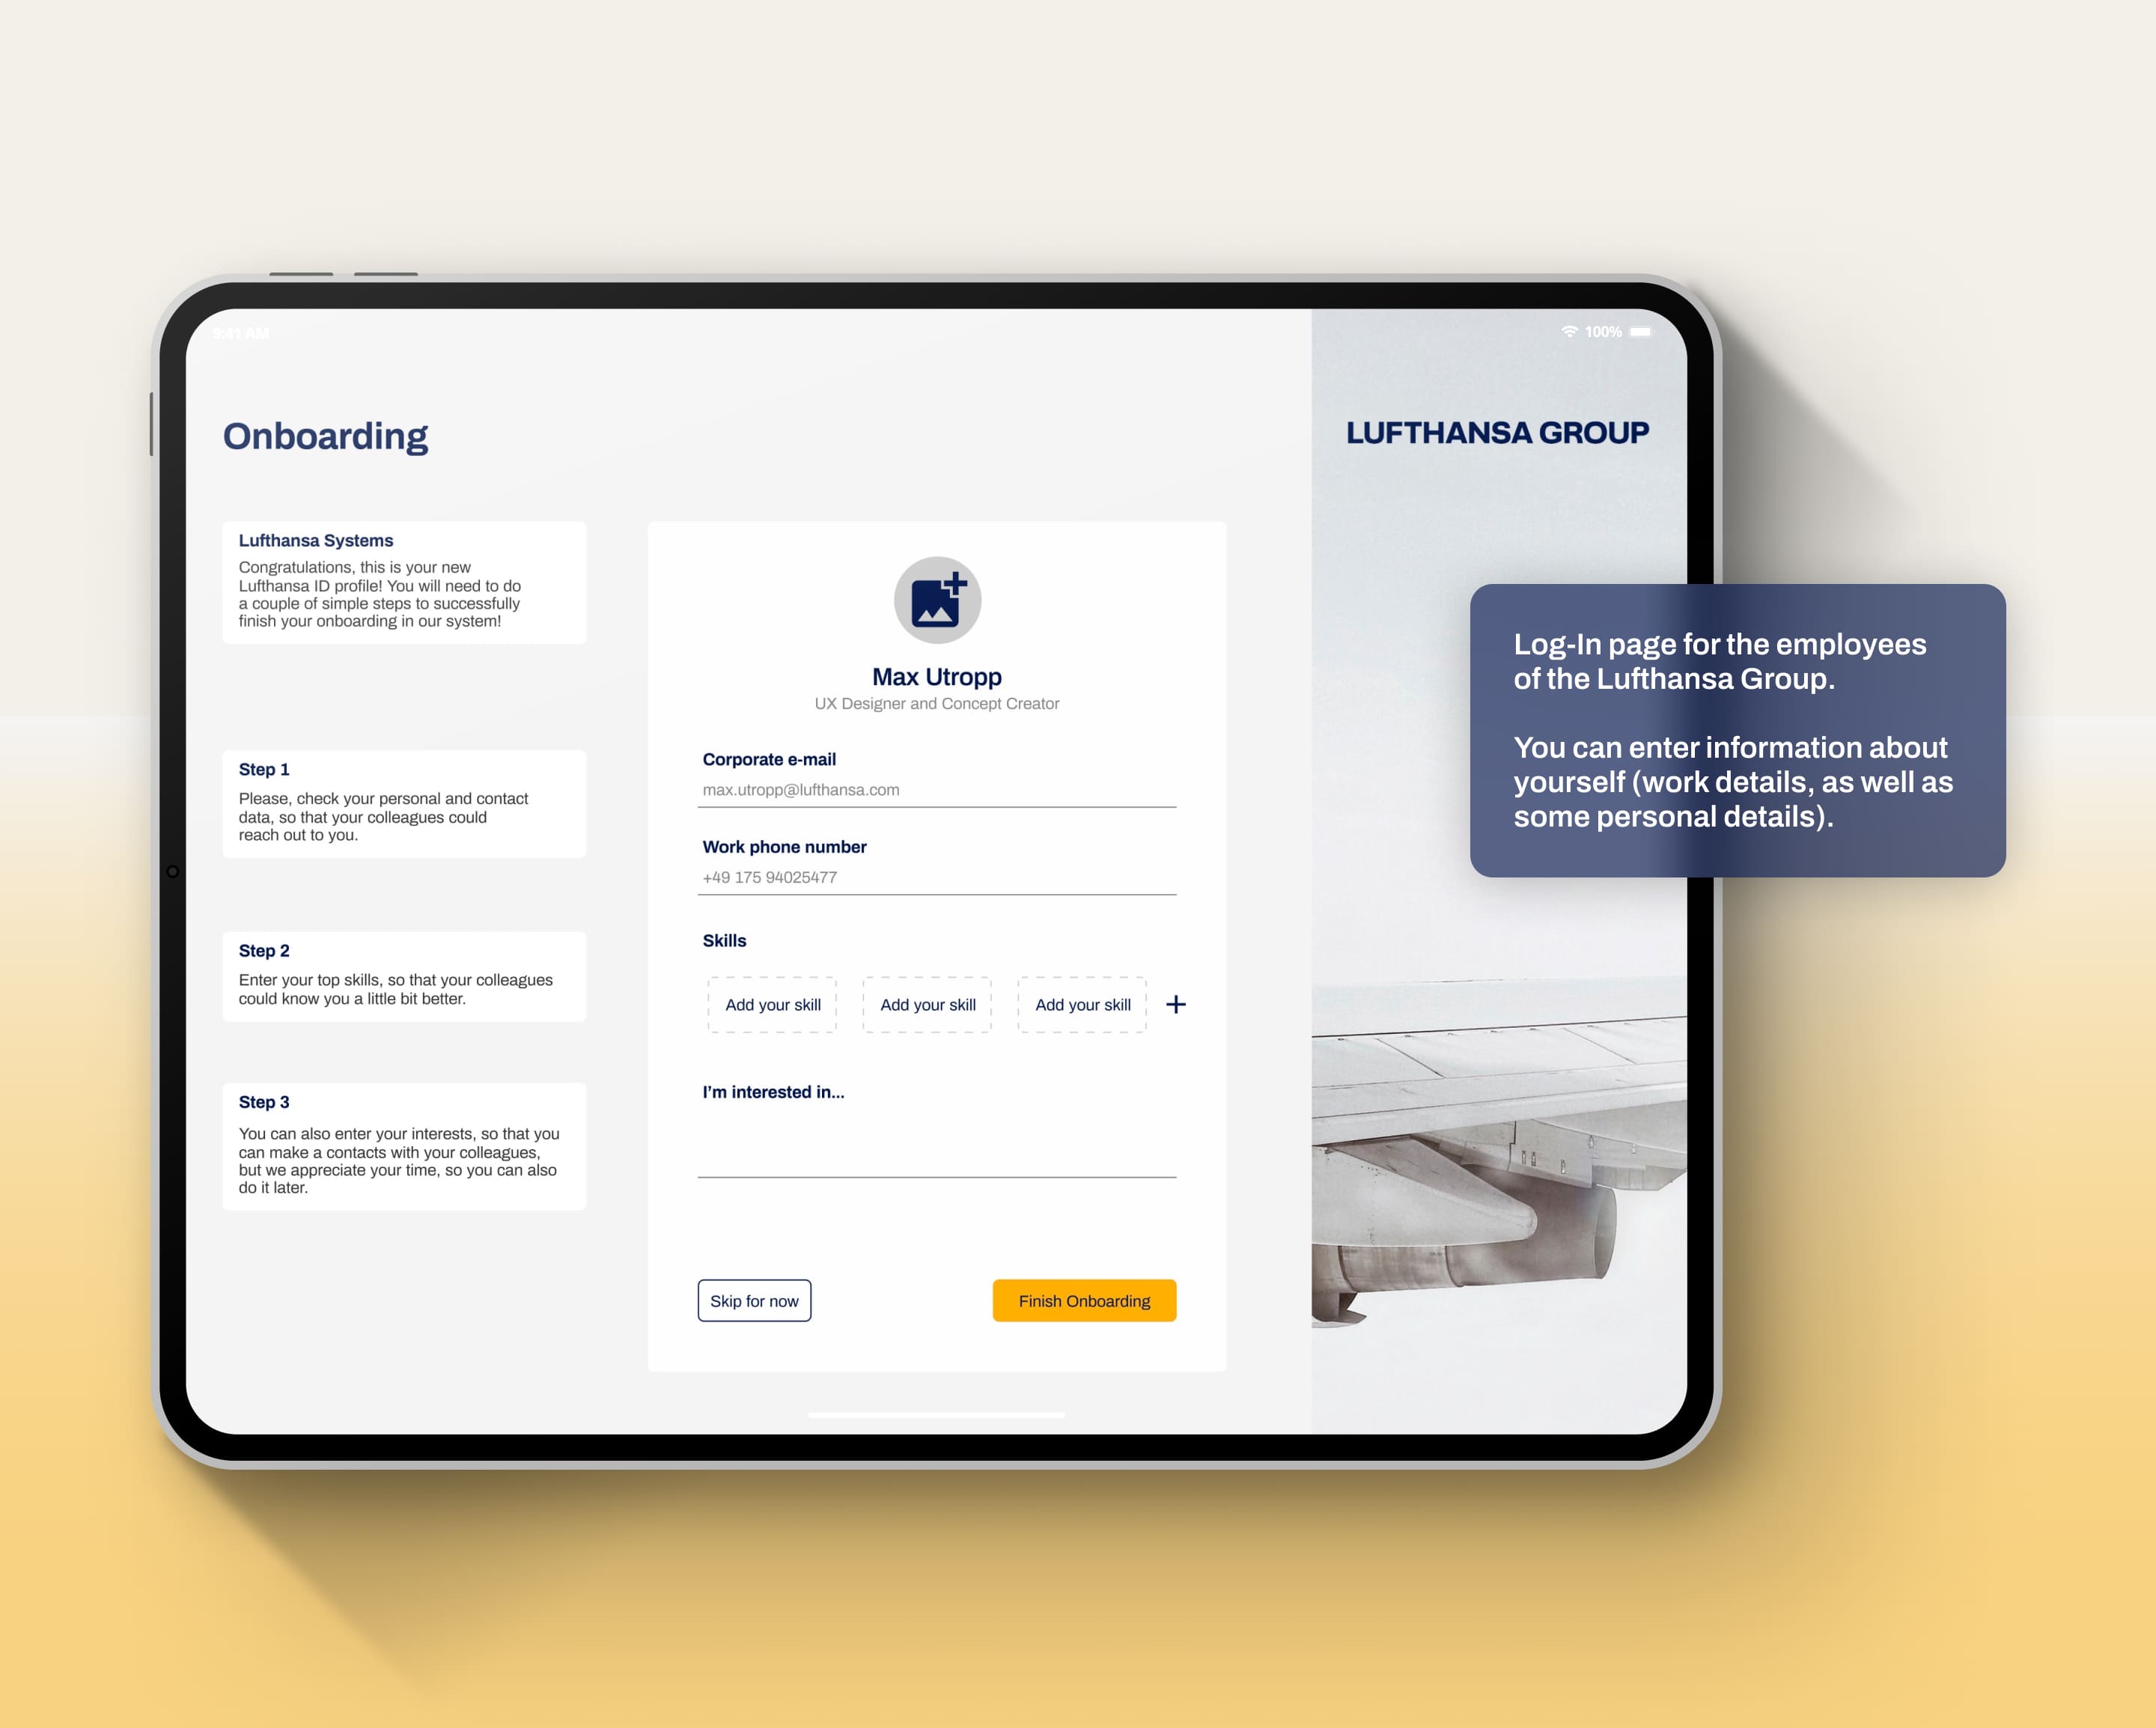 9:41 AM
100%
Onboarding
LUFTHANSA GROUP
Lufthansa Systems
Congratulations, this is your new
Lufthansa ID profile! You will need to do
a couple of simple steps to successfully
finish your onboarding in our system!
Step 1
Please, check your personal and contact
data, so that your colleagues could
reach out to you.
Step 2
Enter your top skills, so that your colleagues
could know you a little bit better.
Step 3
You can also enter your interests, so that you
can make a contacts with your colleagues,
but we appreciate your time, so you can also
do it later.
Max Utropp
UX Designer and Concept Creator
Corporate e-mail
max.utropp@lufthansa.com
Work phone number
+49 175 94025477
Skills
Add your skill Add your skill Add your skill +
I'm interested in...
Skip for now Finish Onboarding
Log-In page for the employees
of the Lufthansa Group.
You can enter information about
yourself (work details, as well as
some personal details).